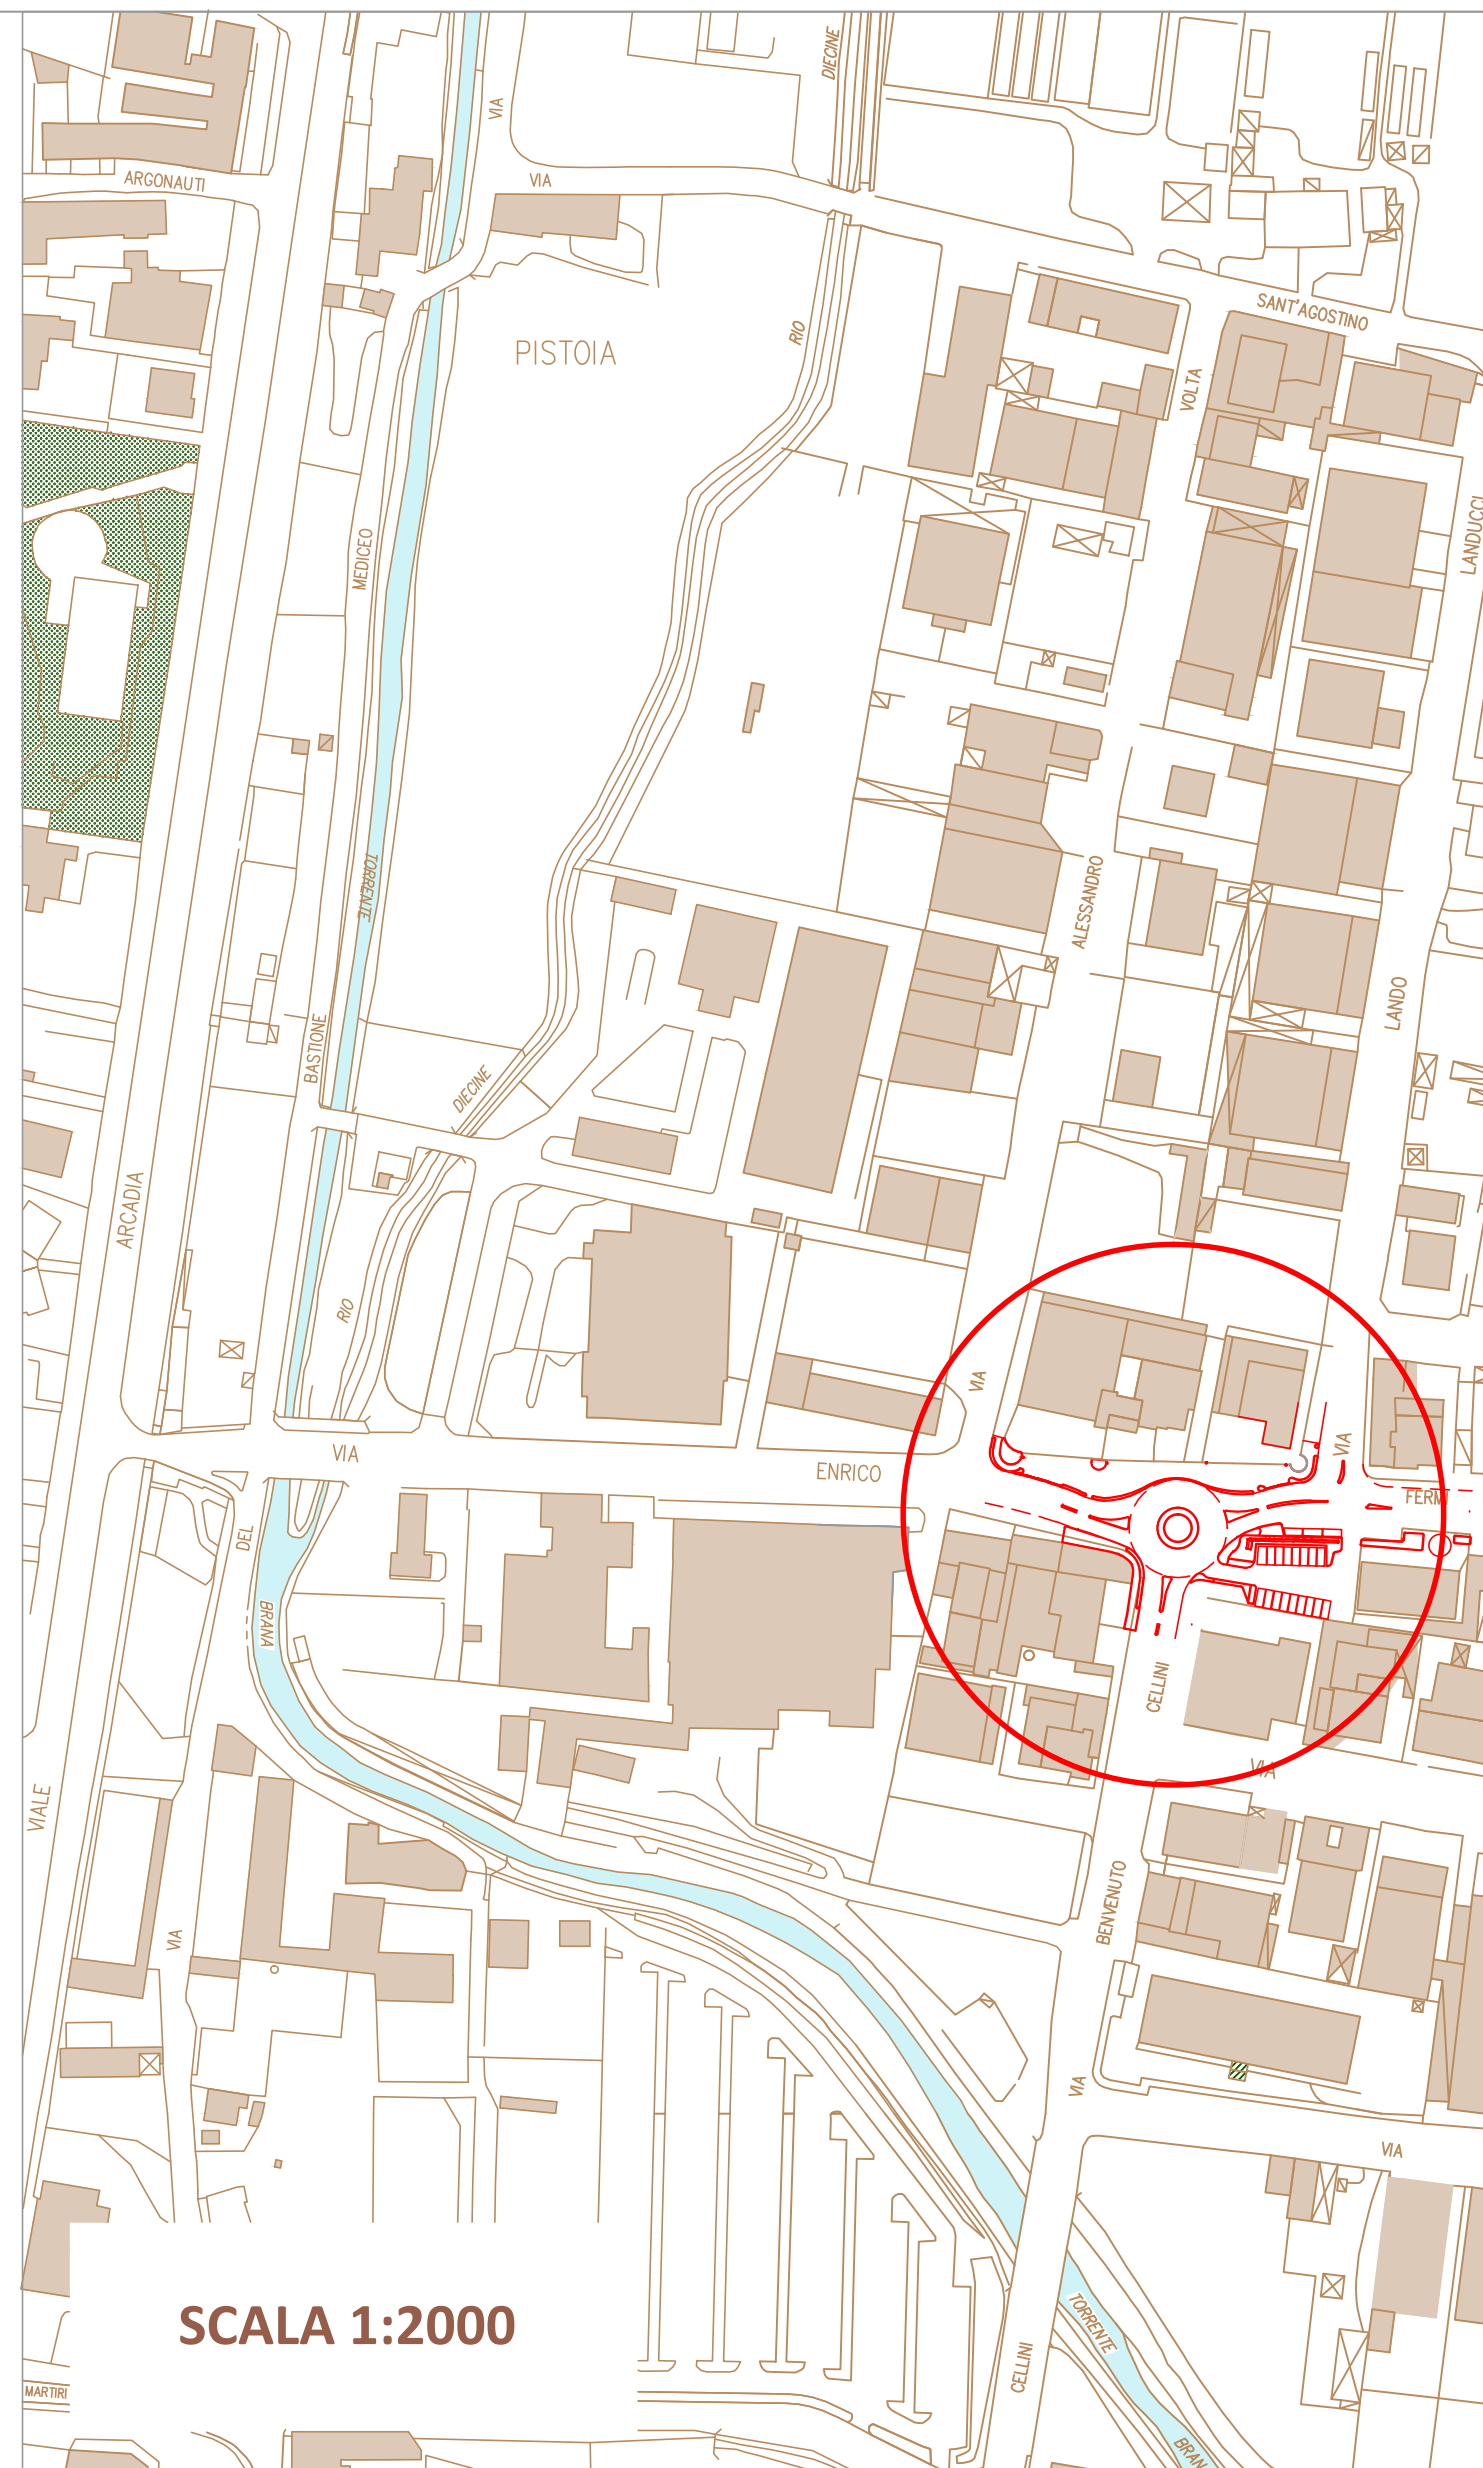 DIECINE
VIA
ARGONAUTI
VIA
SANT'AGOSTINO
RIO
PISTOIA
VOLTA
LANDUCCI
MEDICEO
TORRENTE
ALESSANDRO
LANDO
BASTIONE
DIECINE
ARCADIA
RIO
VIA
VIA
VIA
ENRICO
FERMI
DEL
BRANA
CELLINI
VIA
VIALE
BENVENUTO
VIA
VIA
VIA
TORRENTE
SCALA 1:2000
CELLINI
MARTIRI
BRAN